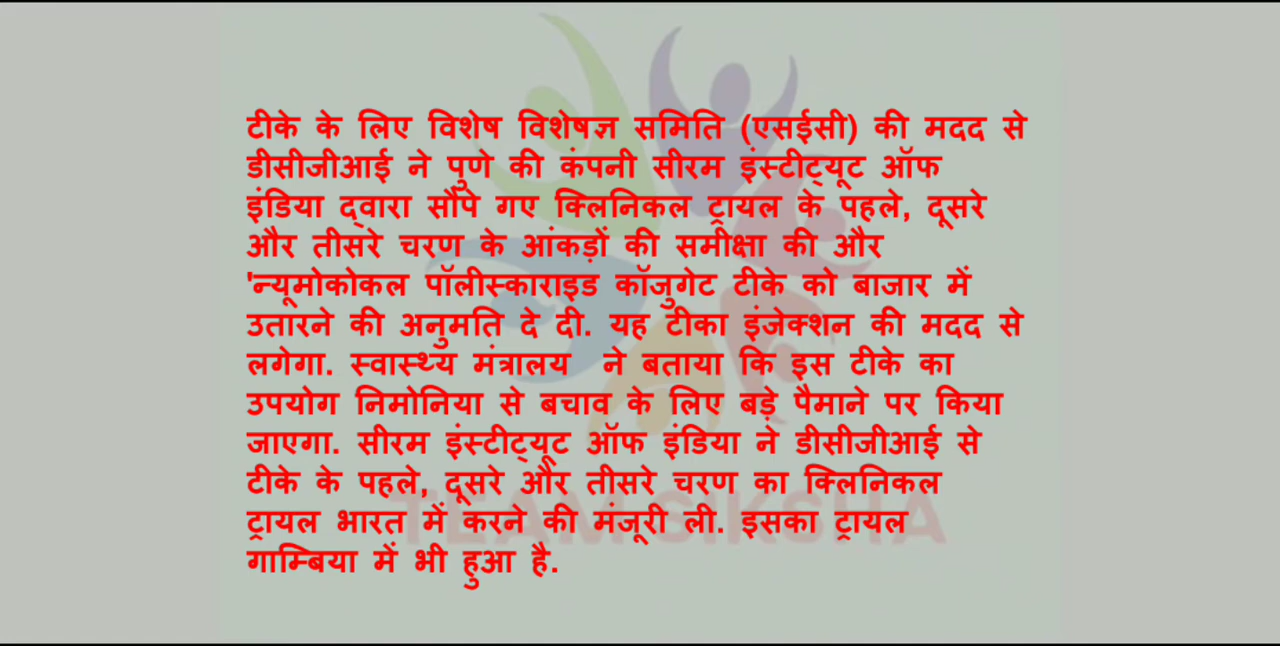 टीके के लिए विशेष विशेषज्ञ समिति (एसईसी) की मदद से
डीसीजीआई ने पुणे की कंपनी सीरम इंस्टीट्यूट ऑफ
इंडिया द्वारा सौंपे गए क्लिनिकल ट्रायल के पहले, दूसरे
और तीसरे चरण के आंकड़ों की समीक्षा की और
'न्यूमोकोकल पॉलीस्काराइड कॉजुगेट टीके को बाजार में
उतारने की अनुमति दे दी. यह टीका इंजेक्शन की मदद से
लगेगा. स्वास्थ्य मंत्रालय ने बताया कि इस टीके का
उपयोग निमोनिया से बचाव के लिए बड़े पैमाने पर किया
जाएगा. सीरम इंस्टीट्यूट ऑफ इंडिया ने डीसीजीआई से
टीके के पहले, दूसरे और तीसरे चरण का क्लिनिकल
ट्रायल भारत में करने की मंजूरी ली. इसका ट्रायल
गाम्बिया में भी हुआ है.
TEAM SIKSHA